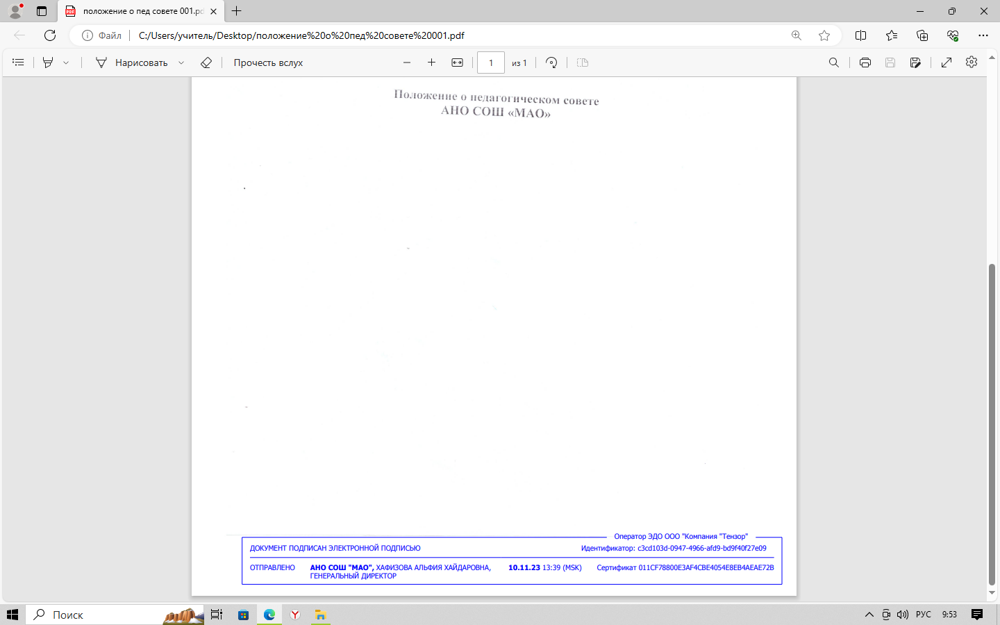 положение о пед совете 001.pd
Файл
C:/Users/учитель/Desktop/положение%20о%20пед%20совете%20001.pdf
Нарисовать
Прочесть вслух
1
из 1
Положение о педагогическом совете
АНО СОШ «МАО»
Оператор ЭДО ООО "Компания "Тензор"
ДОКУМЕНТ ПОДПИСАН ЭЛЕКТРОННОЙ ПОДПИСЬЮ
Идентификатор: c3cd103d-0947-4966-afd9-bd9f40f27e09
ОТПРАВЛЕНО
АНО СОШ "МАО", ХАФИЗОВА АЛЬФИЯ ХАЙДАРОВНА,
ГЕНЕРАЛЬНЫЙ ДИРЕКТОР
10.11.23 13:39 (MSK)
Сертификат 011CF78800E3AF4CBE4054E8EB4AEAE72B
Поиск
РУС
9:53